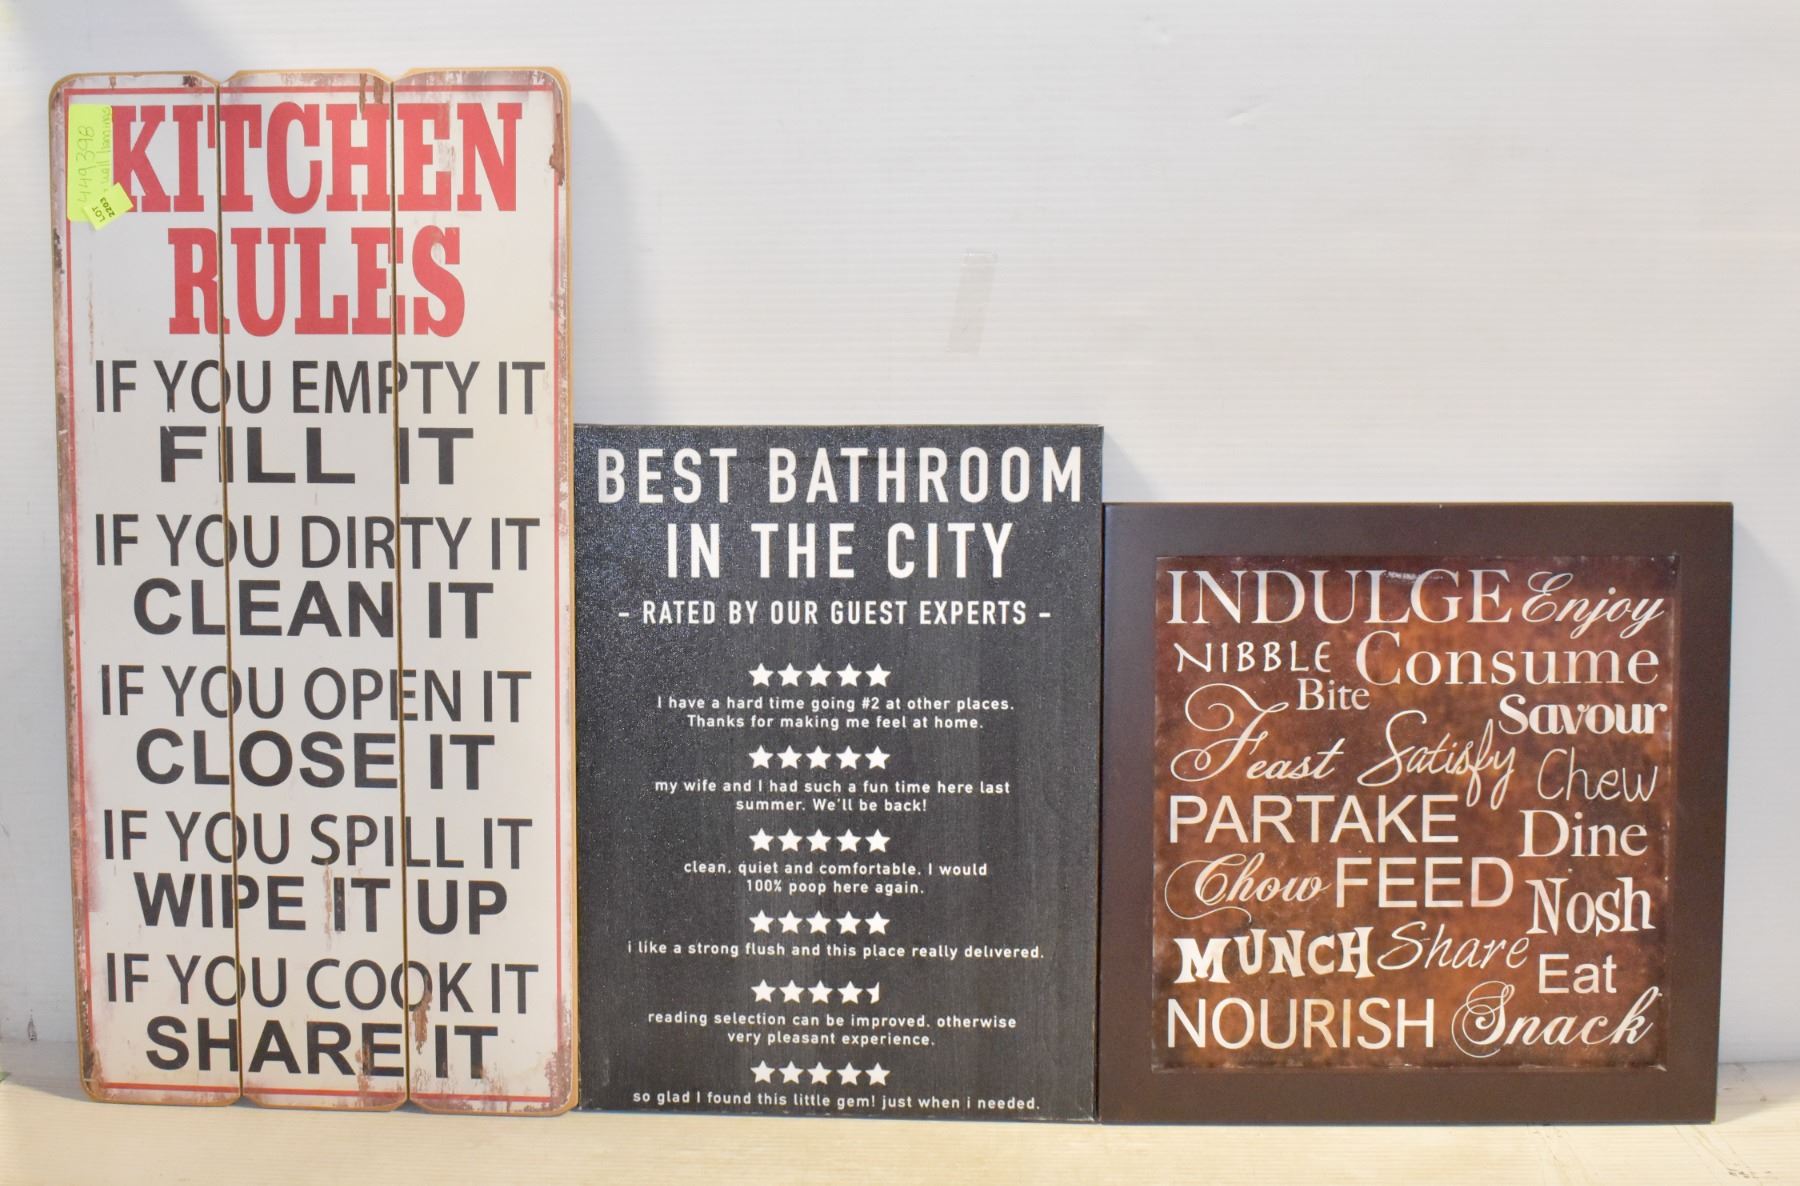 449398
wall hangings
LOT
2203
KITCHEN
RULES
IF YOU EMPTY IT
FILL IT
IF YOU DIRTY IT
CLEAN IT
IF YOU OPEN IT
CLOSE IT
IF YOU SPILL IT
WIPE IT UP
IF YOU COOK IT
SHARE IT
BEST BATHROOM
IN THE CITY
- RATED BY OUR GUEST EXPERTS -
I have a hard time going #2 at other places.
Thanks for making me feel at home.
my wife and I had such a fun time here last
summer. We'll be back!
clean, quiet and comfortable. I would
100% poop here again.
i like a strong flush and this place really delivered.
reading selection can be improved. otherwise
very pleasant experience.
so glad I found this little gem! just when i needed.
INDULGE Enjoy
NIBBLE Consume
Bite
Savour
Feast Satisfy Chew
PARTAKE Dine
Chow FEED Nosh
MUNCH Share
Eat
NOURISH Snack